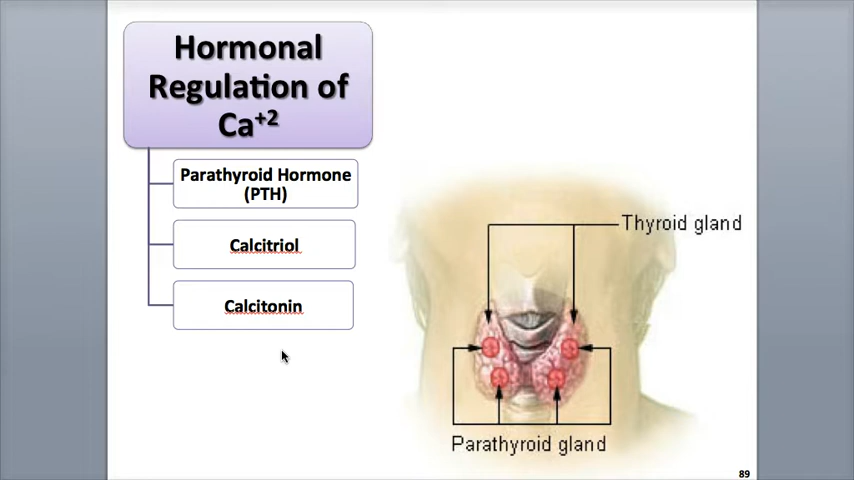 Hormonal
Regulation of
Ca+2
Parathyroid Hormone
(PTH)
Calcitriol
Calcitonin
Thyroid gland
Parathyroid gland
89